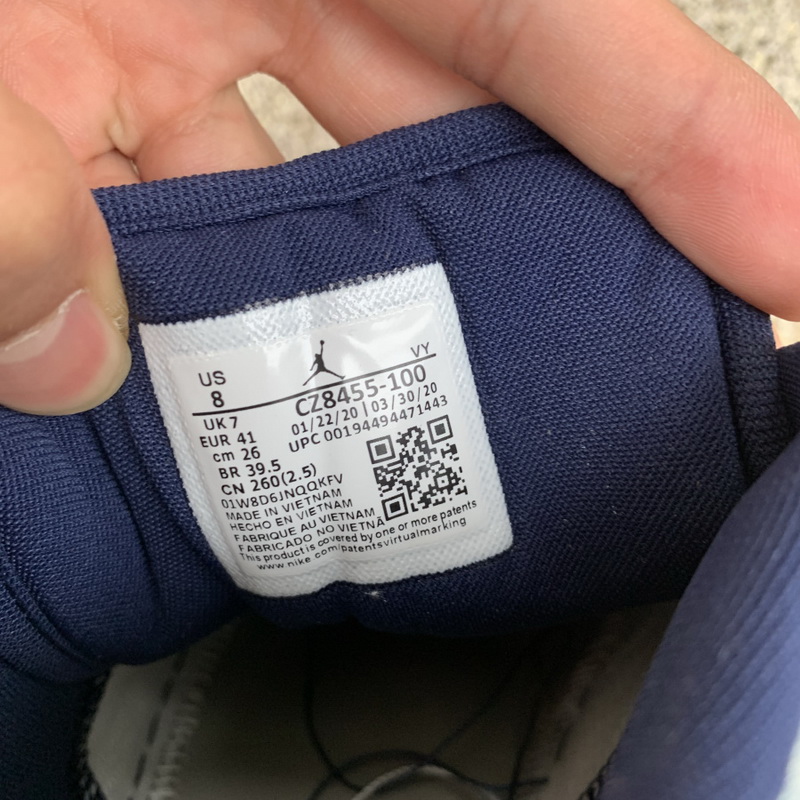 US
8
VY
CZ8455-100
UK 7
01/22/20 | 03/30/20
EUR 41
UPC 00194494471443
cm 26
BR 39.5
CN 260(2.5)
01W8D6JNQQKFV
MADE IN VIETNAM
HECHO EN VIETNAM
FABRIQUE AU VIETNAM
FABRICADO NO VIETNÃ
This product is covered by one or more patents
www.nike com/patentsvirtualmarking